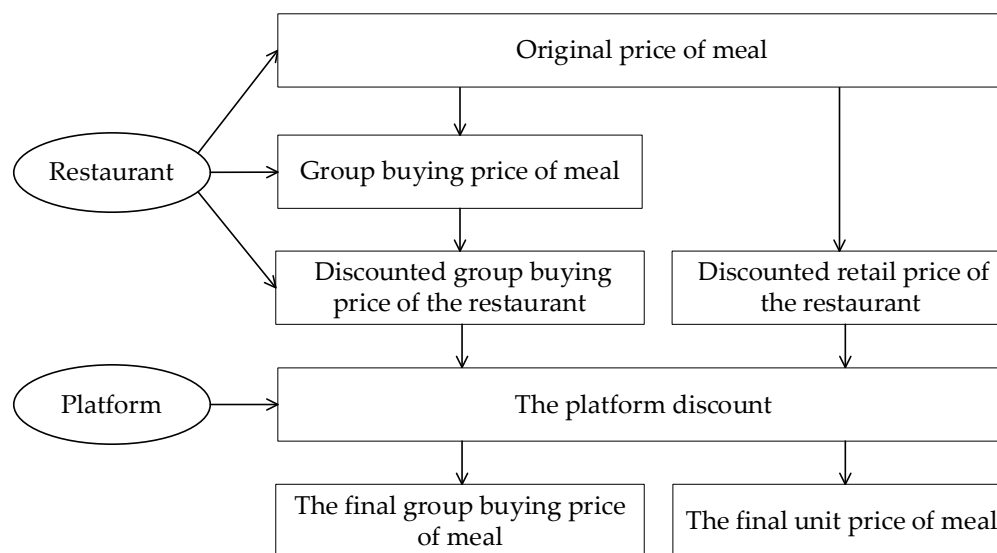 Original price of meal
Restaurant
Group buying price of meal
Discounted group buying
price of the restaurant
Discounted retail price of
the restaurant
Platform
The platform discount
The final group buying price
of meal
The final unit price of meal